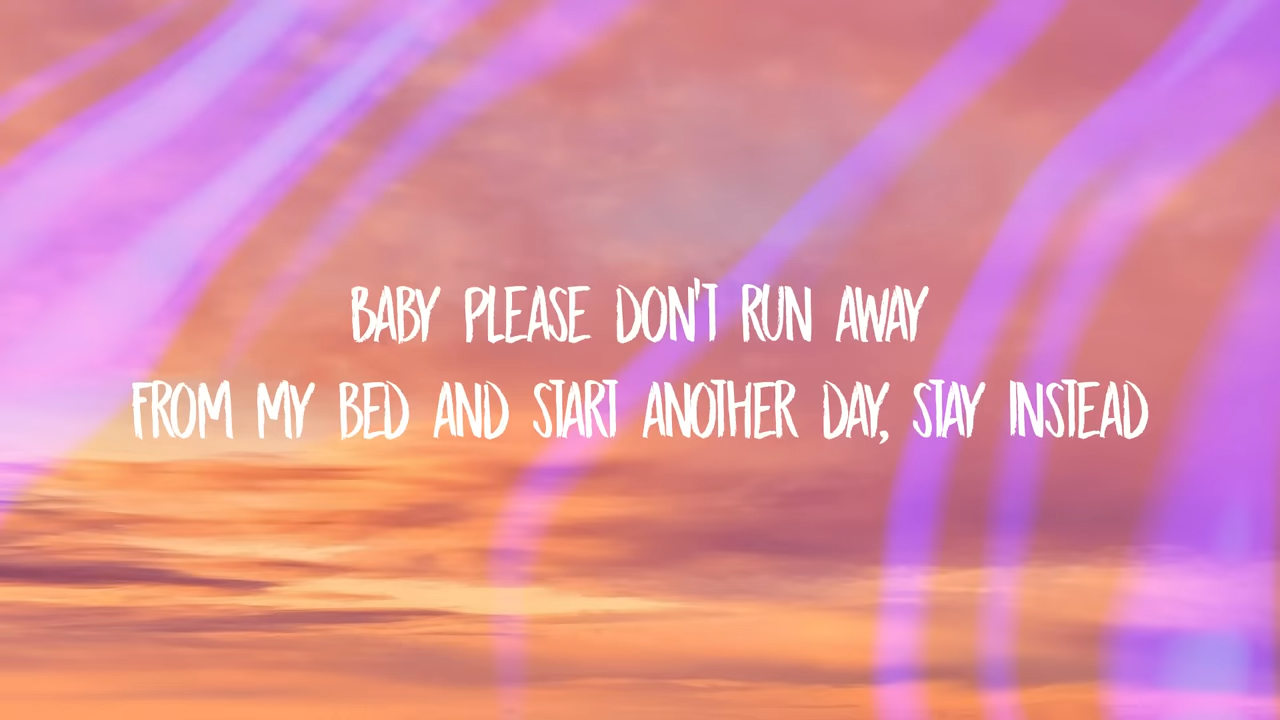 BABY PLEASE DON'T RUN AWAY
FROM MY BED AND START ANOTHER DAY, STAY INSTEAD